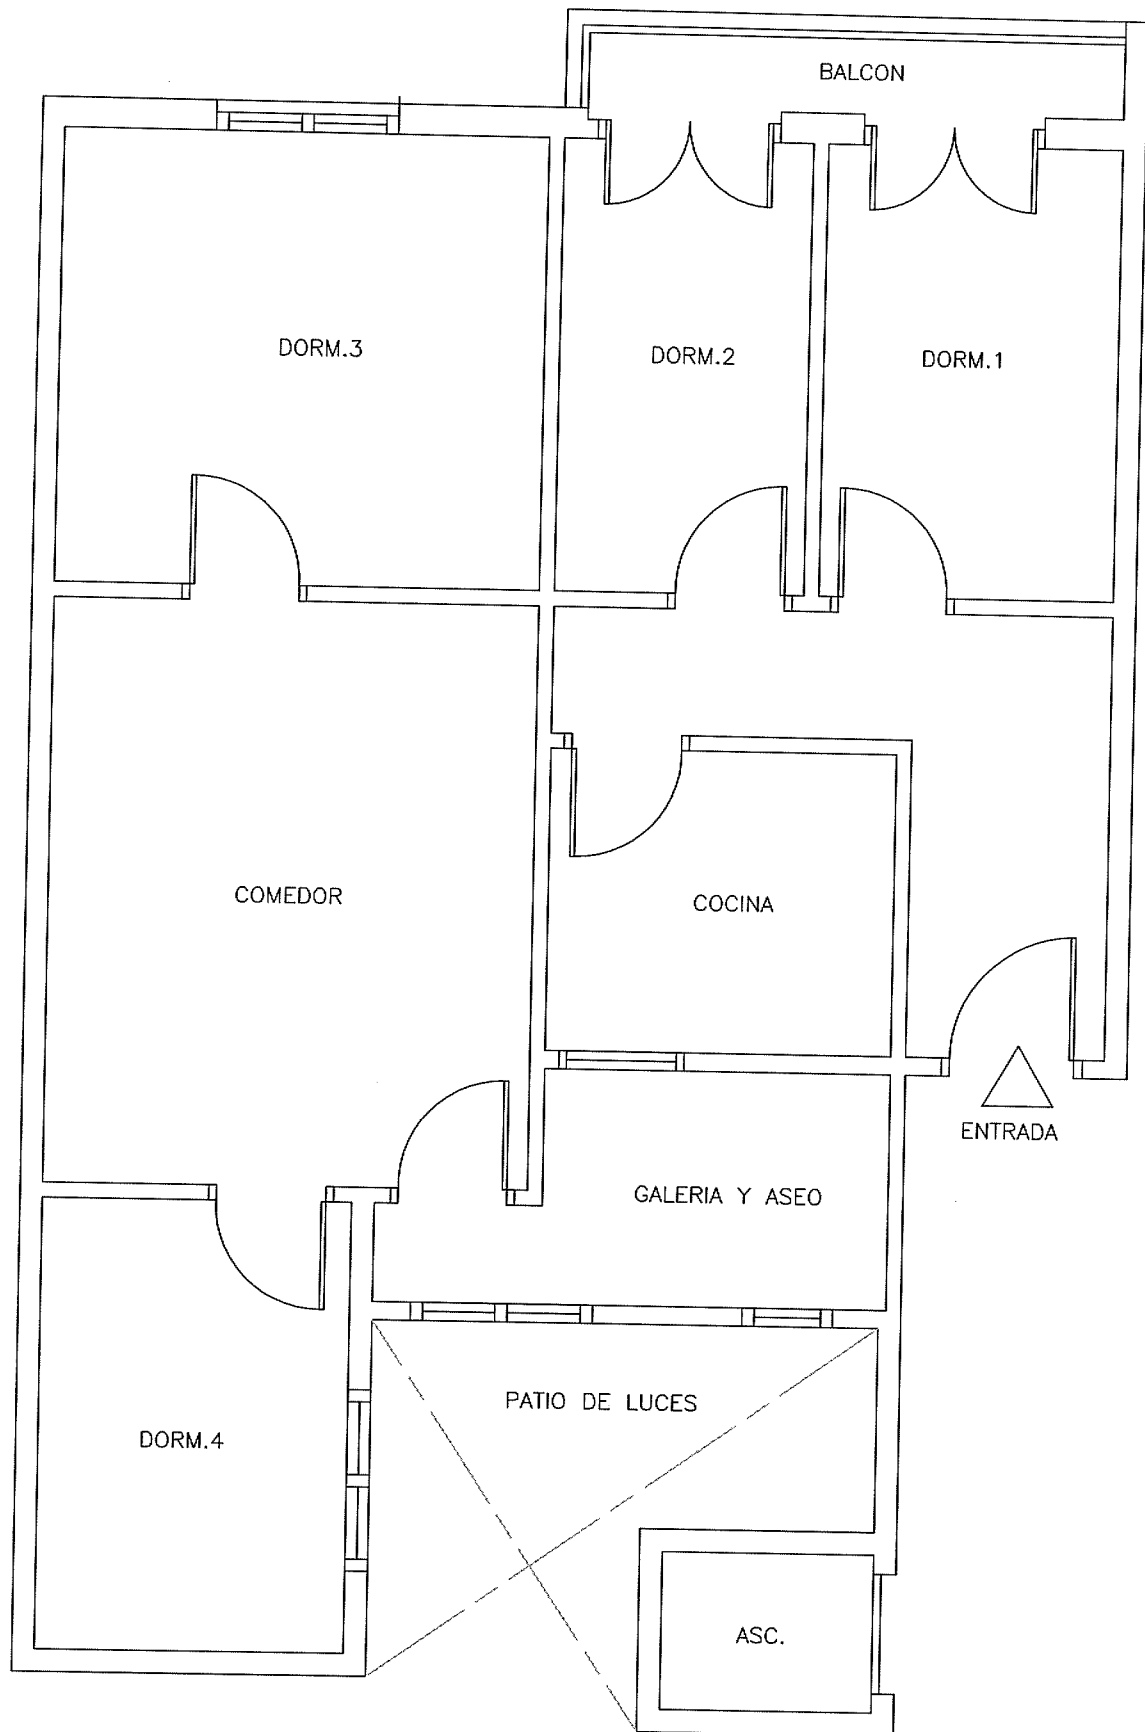 BALCON
DORM.3
DORM.2
DORM.1
COMEDOR
COCINA
ENTRADA
GALERIA Y ASEO
PATIO DE LUCES
DORM.4
ASC.